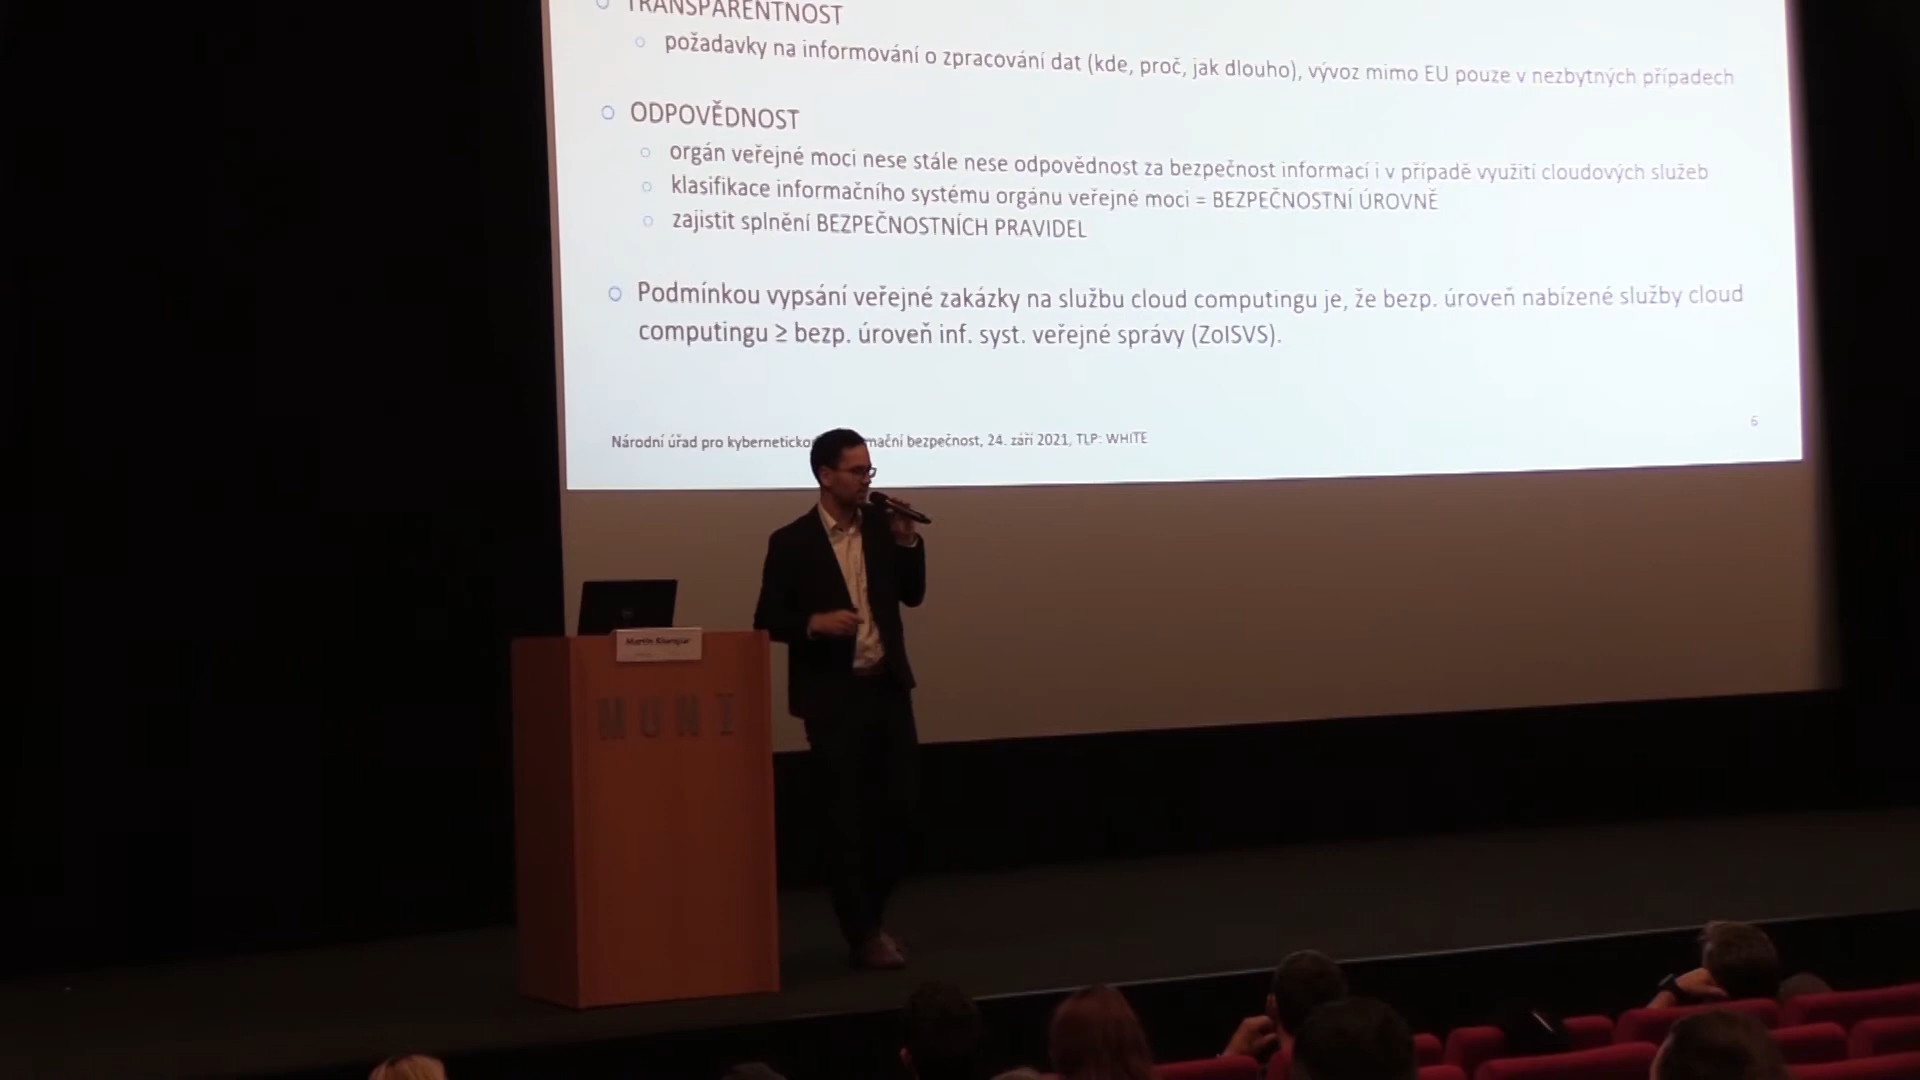 TRANSPARENTNOST
požadavky na informování o zpracování dat (kde, proč, jak dlouho), vývoz mimo EU pouze v nezbytných případech
ODPOVĚDNOST
orgán veřejné moci nese stále nese odpovědnost za bezpečnost informací i v případě využití cloudových služeb
klasifikace informačního systému orgánu veřejné moci = BEZPEČNOSTNÍ ÚROVNĚ
zajistit splnění BEZPEČNOSTNÍCH PRAVIDEL
Podmínkou vypsání veřejné zakázky na službu cloud computingu je, že bezp. úroveň nabízené služby cloud
computingu ≥ bezp. úroveň inf. syst. veřejné správy (ZoISVS).
6
Národní úřad pro kybernetickou mační bezpečnost, 24. září 2021, TLP: WHITE
Martin
MUNI